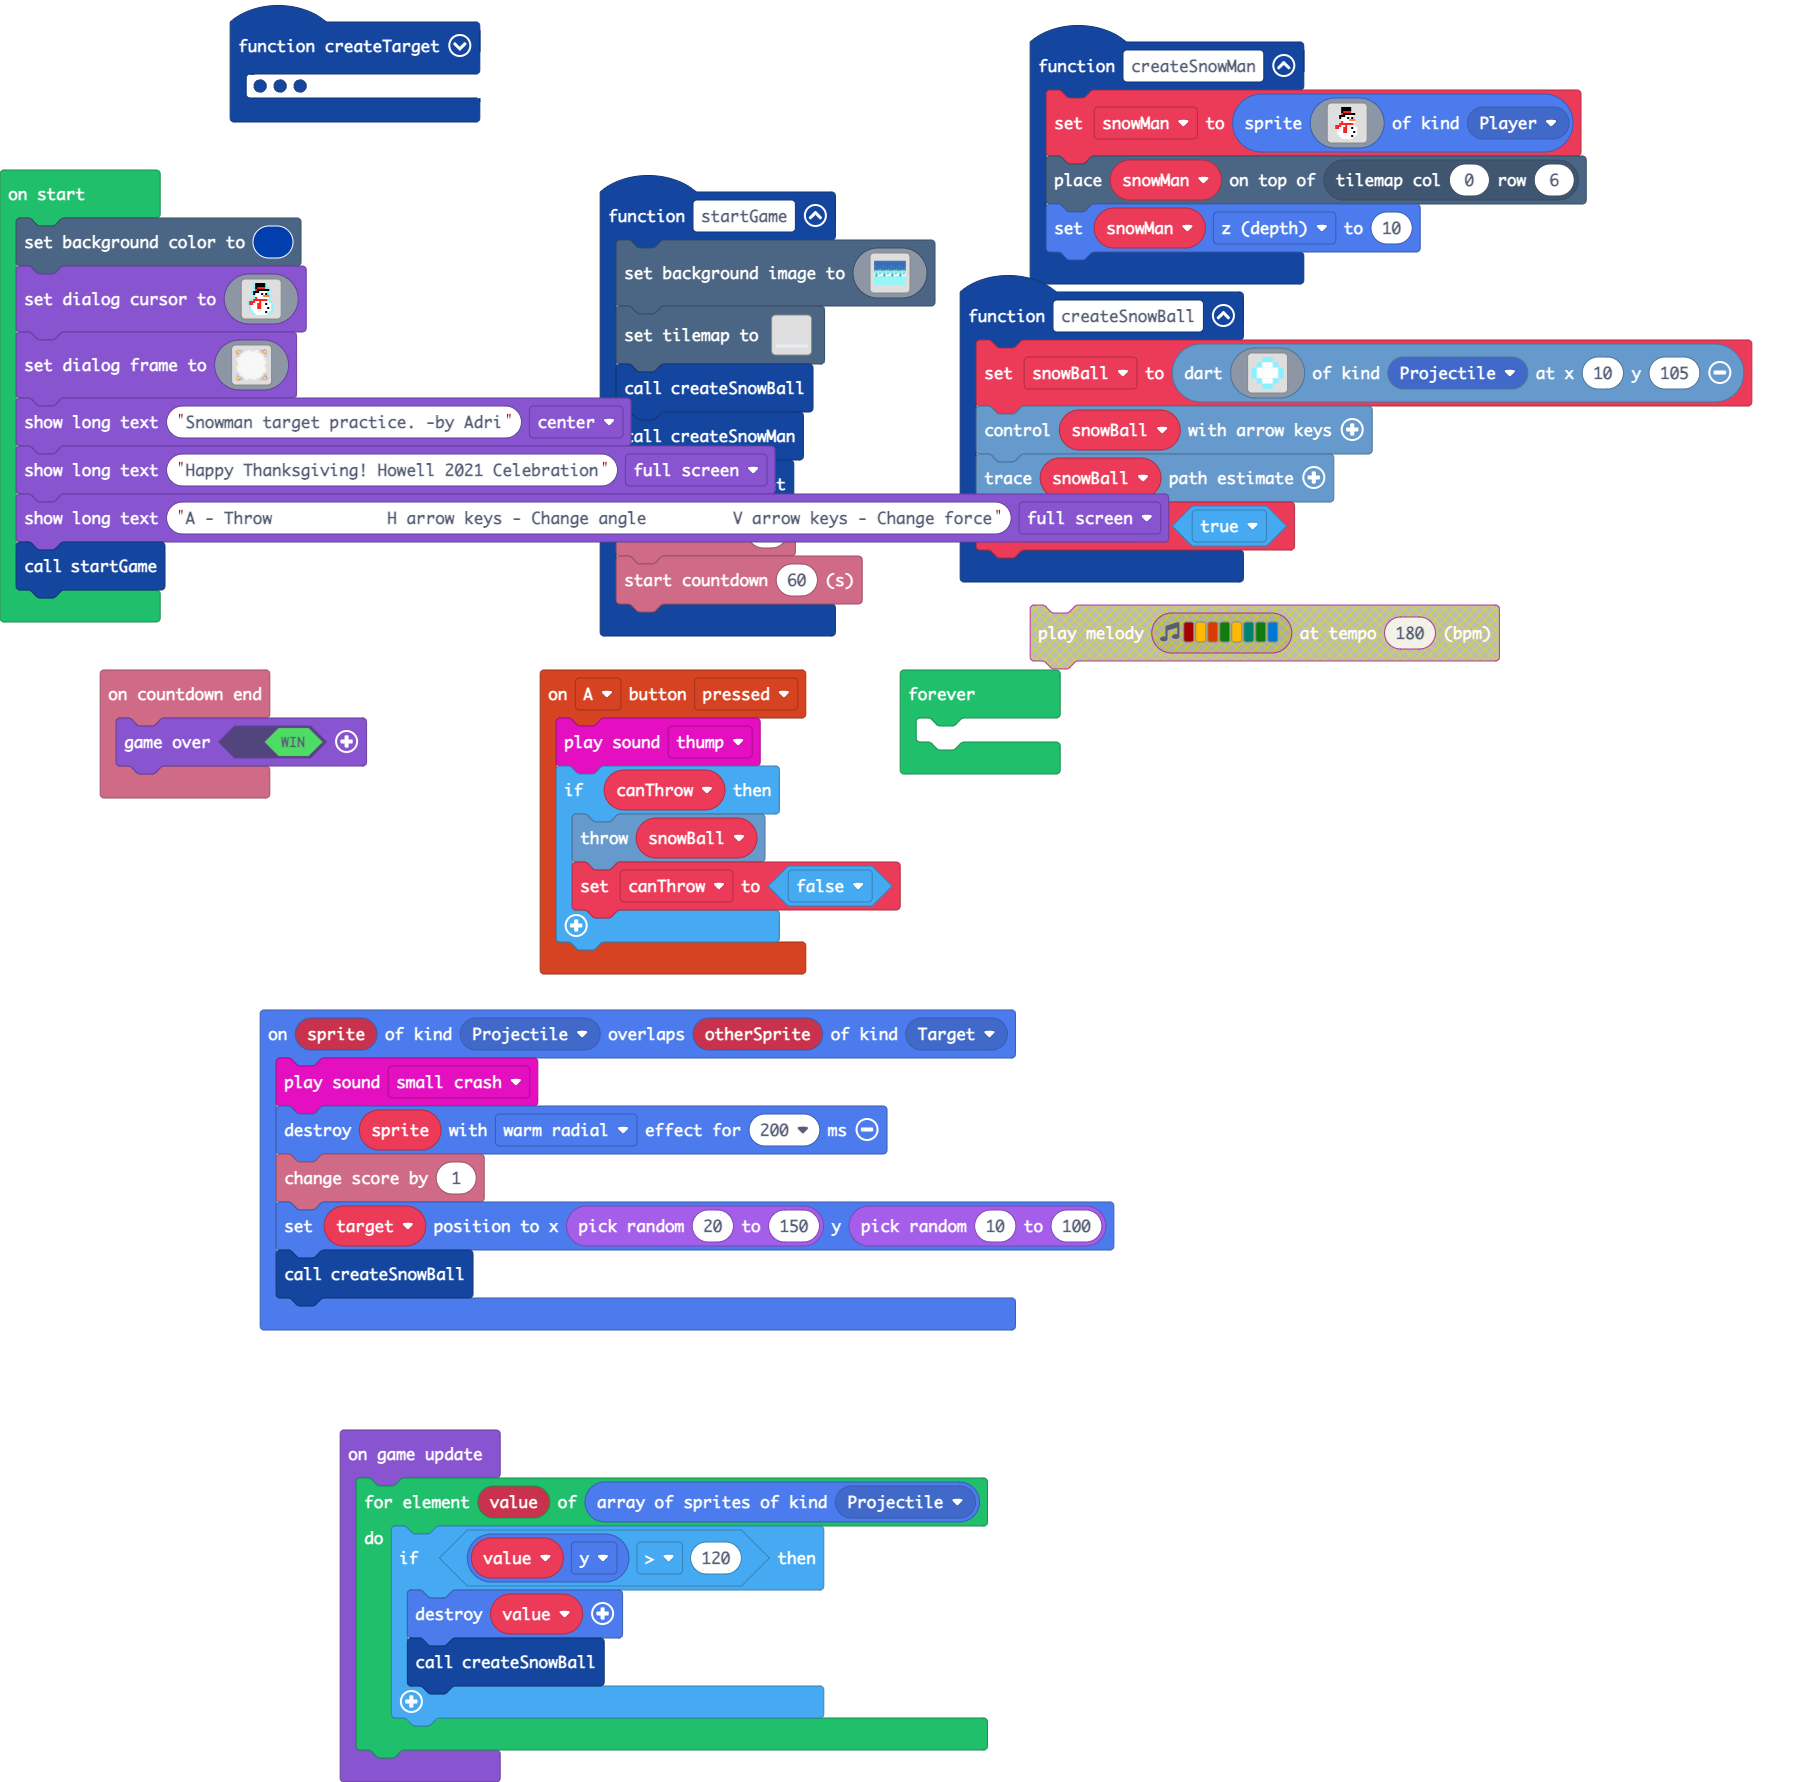 function createTarget
function createSnowMan
set snowMan to sprite of kind Player
place snowMan on top of tilemap col 0 row 6
set snowMan z (depth) to 10
on start
set background color to
set dialog cursor to
set dialog frame to
show long text "Snowman target practice. -by Adri" center
show long text "Happy Thanksgiving! Howell 2021 Celebration" full screen
show long text "A - Throw H arrow keys - Change angle V arrow keys - Change force" full screen
call startGame
function startGame
set background image to
set tilemap to
call createSnowBall
call createSnowMan
t
start countdown 60 (s)
function createSnowBall
set snowBall to dart of kind Projectile at x 10 y 105
control snowBall with arrow keys
trace snowBall path estimate
true
play melody at tempo 180 (bpm)
on countdown end
game over WIN
on A button pressed
play sound thump
if canThrow then
throw snowBall
set canThrow to false
forever
on sprite of kind Projectile overlaps otherSprite of kind Target
play sound small crash
destroy sprite with warm radial effect for 200 ms
change score by 1
set target position to x pick random 20 to 150 y pick random 10 to 100
call createSnowBall
on game update
for element value of array of sprites of kind Projectile
do
if value y > 120 then
destroy value
call createSnowBall